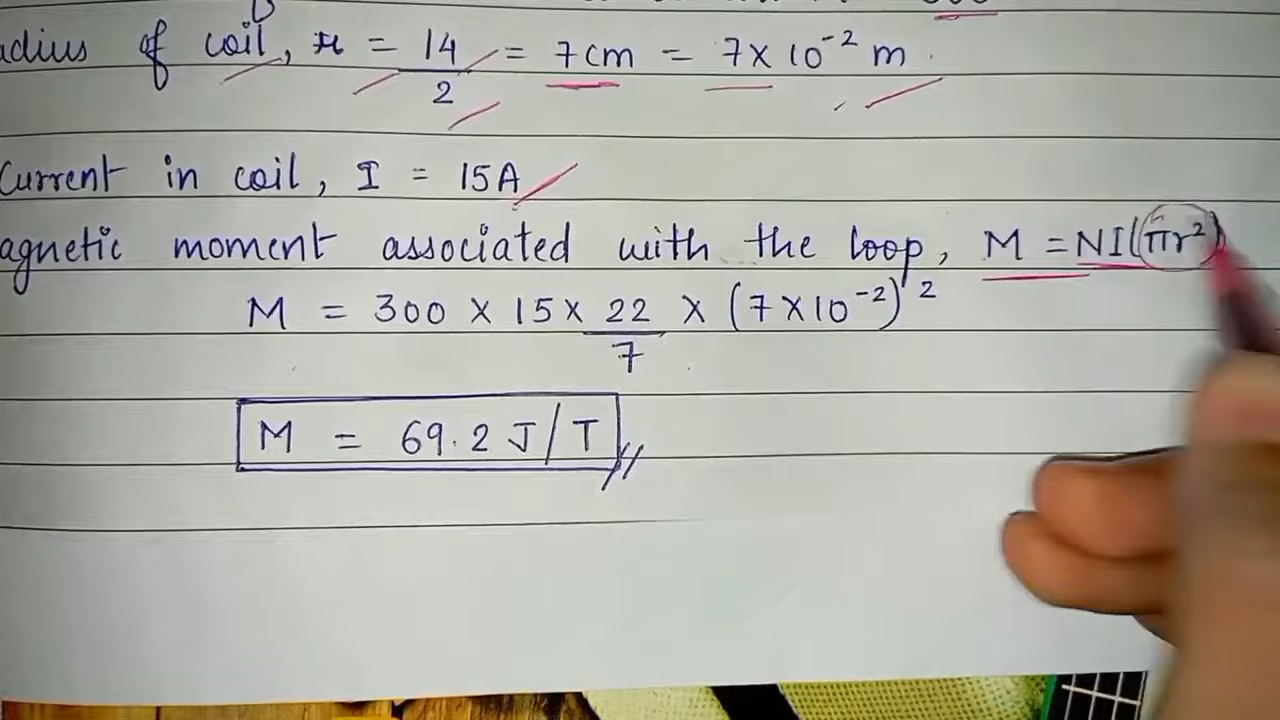 adius of coil, r = 14/2 = 7cm = 7 x 10⁻² m.
Current in coil, I = 15A
agnetic moment associated with the loop, M = NI(πr²)
M = 300 x 15 x 22/7 x (7 x 10⁻²)²
M = 69.2 J/T